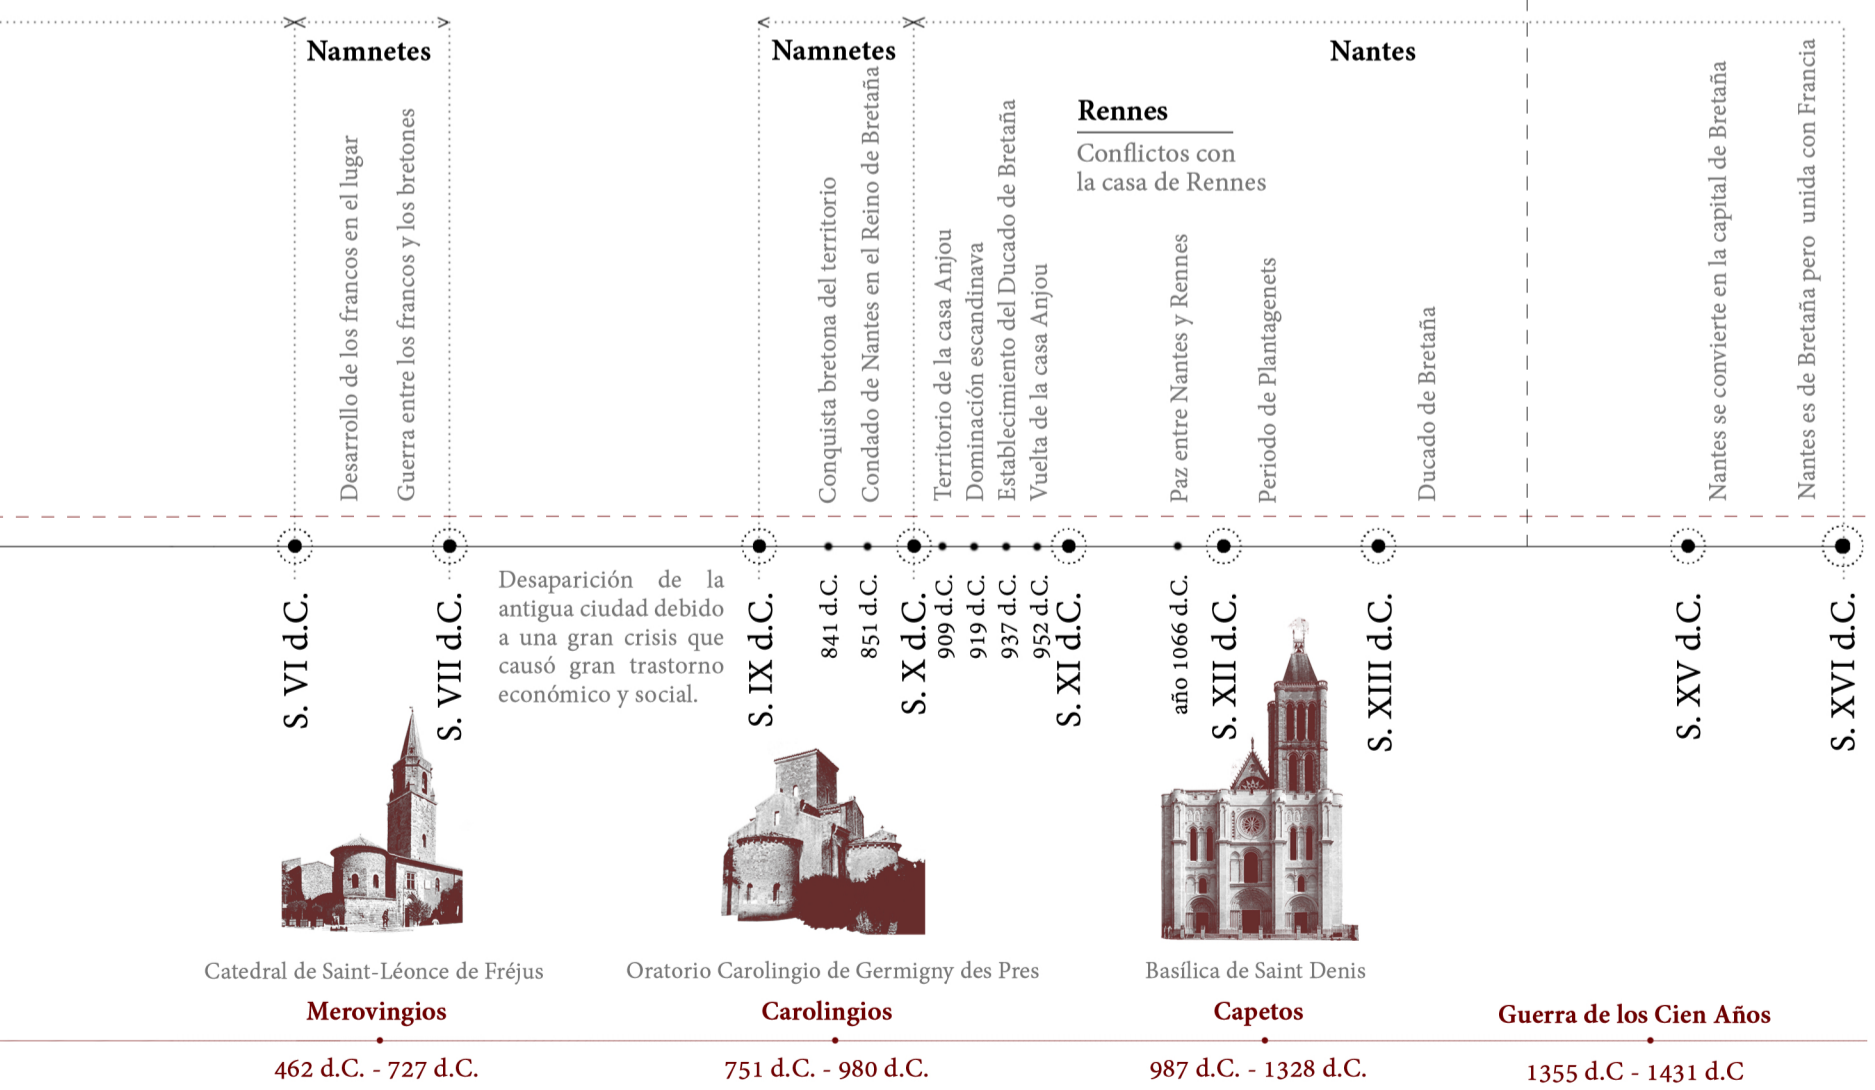 Namnetes
Namnetes
Nantes
Rennes
Conflictos con
la casa de Rennes
Desarrollo de los francos en el lugar
Guerra entre los francos y los bretones
Conquista bretona del territorio
Condado de Nantes en el Reino de Bretaña
Territorio de la casa Anjou
Dominación escandinava
Establecimiento del Ducado de Bretaña
Vuelta de la casa Anjou
Paz entre Nantes y Rennes
Periodo de Plantagenets
Ducado de Bretaña
Nantes se convierte en la capital de Bretaña
Nantes es de Bretaña pero unida con Francia
S. VI d.C.
S. VII d.C.
Desaparición de la
antigua ciudad debido
a una gran crisis que
causó gran trastorno
económico y social.
S. IX d.C.
841 d.C.
851 d.C.
S. X d.C.
909 d.C.
919 d.C.
937 d.C.
952 d.C.
S. XI d.C.
año 1066 d.C.
S. XII d.C.
S. XIII d.C.
S. XV d.C.
S. XVI d.C.
Catedral de Saint-Léonce de Fréjus
Oratorio Carolingio de Germigny des Pres
Basílica de Saint Denis
Merovingios
Carolingios
Capetos
Guerra de los Cien Años
462 d.C. - 727 d.C.
751 d.C. - 980 d.C.
987 d.C. - 1328 d.C.
1355 d.C - 1431 d.C